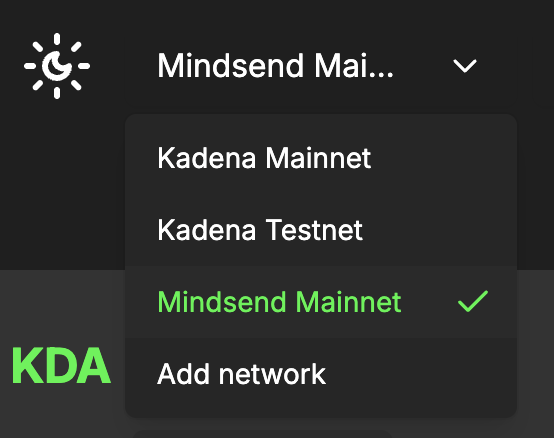 Mindsend Mai...
Kadena Mainnet
Kadena Testnet
Mindsend Mainnet
KDA
Add network